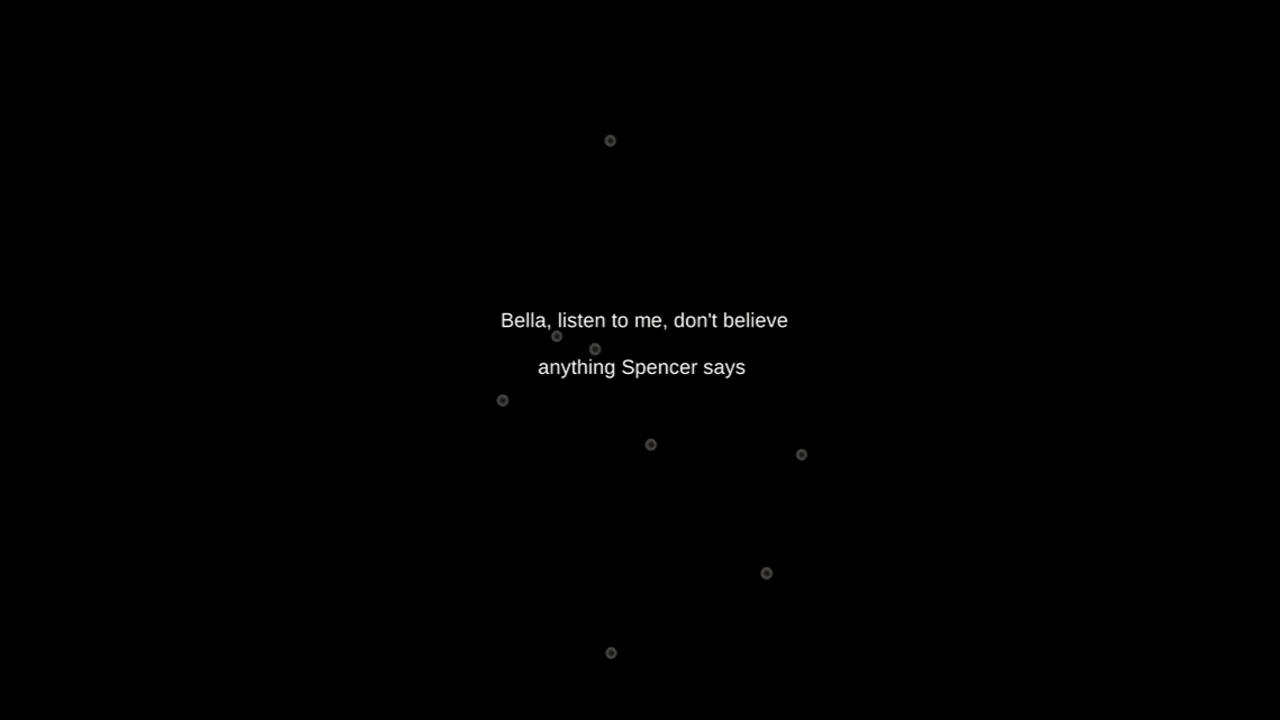 Bella, listen to me, don't believe
anything Spencer says